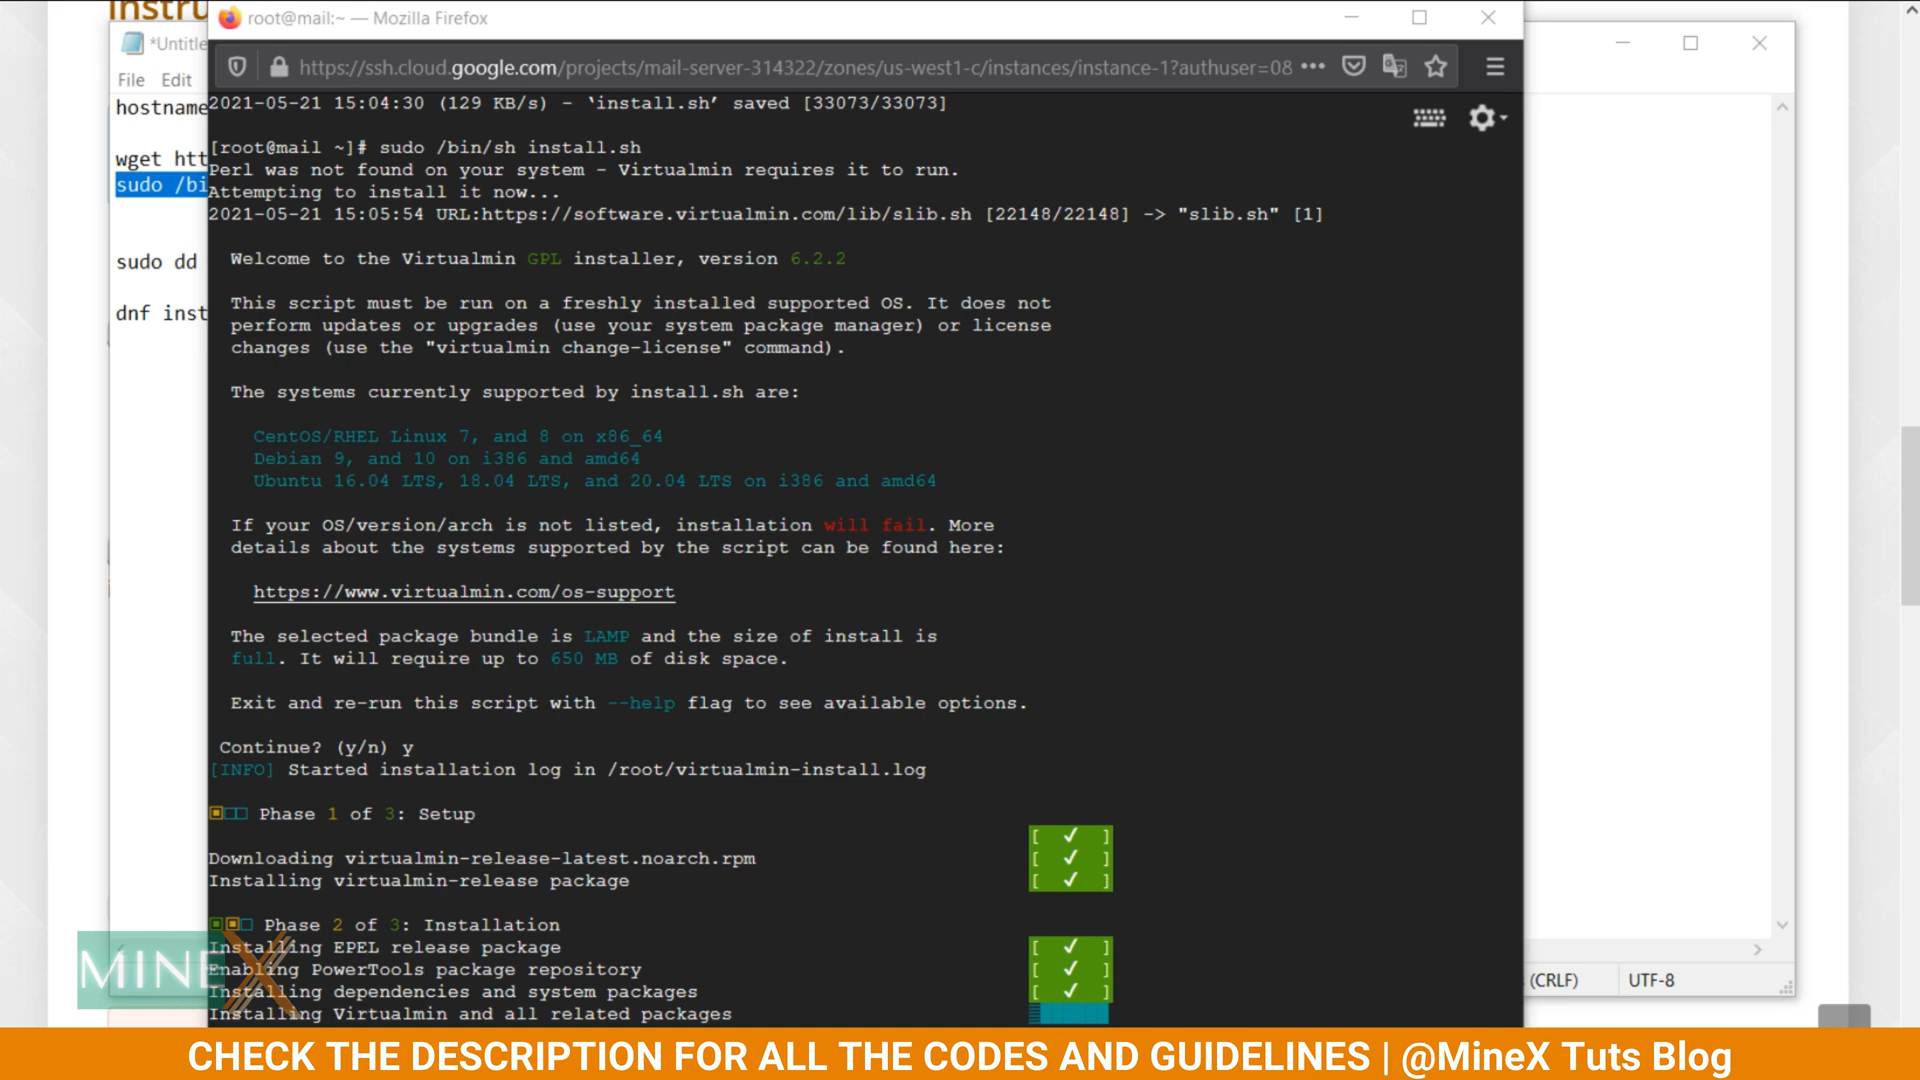 instru
root@mail:~ — Mozilla Firefox
*Untitle
File Edit
https://ssh.cloud.google.com/projects/mail-server-314322/zones/us-west1-c/instances/instance-1?authuser=08
hostname
wget htt
sudo /bi
sudo dd
dnf inst
2021-05-21 15:04:30 (129 KB/s) - ‘install.sh’ saved [33073/33073]
[root@mail ~]# sudo /bin/sh install.sh
Perl was not found on your system - Virtualmin requires it to run.
Attempting to install it now...
2021-05-21 15:05:54 URL:https://software.virtualmin.com/lib/slib.sh [22148/22148] -> "slib.sh" [1]
Welcome to the Virtualmin GPL installer, version 6.2.2
This script must be run on a freshly installed supported OS. It does not
perform updates or upgrades (use your system package manager) or license
changes (use the "virtualmin change-license" command).
The systems currently supported by install.sh are:
CentOS/RHEL Linux 7, and 8 on x86_64
Debian 9, and 10 on i386 and amd64
Ubuntu 16.04 LTS, 18.04 LTS, and 20.04 LTS on i386 and amd64
If your OS/version/arch is not listed, installation will fail. More
details about the systems supported by the script can be found here:
https://www.virtualmin.com/os-support
The selected package bundle is LAMP and the size of install is
full. It will require up to 650 MB of disk space.
Exit and re-run this script with --help flag to see available options.
Continue? (y/n) y
[INFO] Started installation log in /root/virtualmin-install.log
Phase 1 of 3: Setup
[ ✓ ]
Downloading virtualmin-release-latest.noarch.rpm [ ✓ ]
Installing virtualmin-release package [ ✓ ]
Phase 2 of 3: Installation
Installing EPEL release package [ ✓ ]
Enabling PowerTools package repository [ ✓ ]
Installing dependencies and system packages [ ✓ ]
Installing Virtualmin and all related packages
MINEX
(CRLF) UTF-8
CHECK THE DESCRIPTION FOR ALL THE CODES AND GUIDELINES | @MineX Tuts Blog